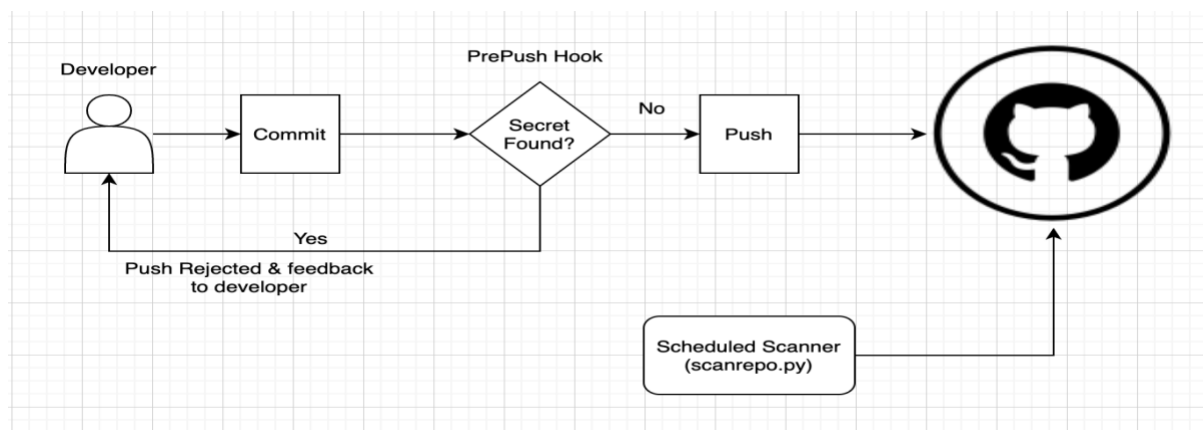 Developer
PrePush Hook
Commit
Secret
Found?
No
Push
Yes
Push Rejected & feedback
to developer
Scheduled Scanner
(scanrepo.py)